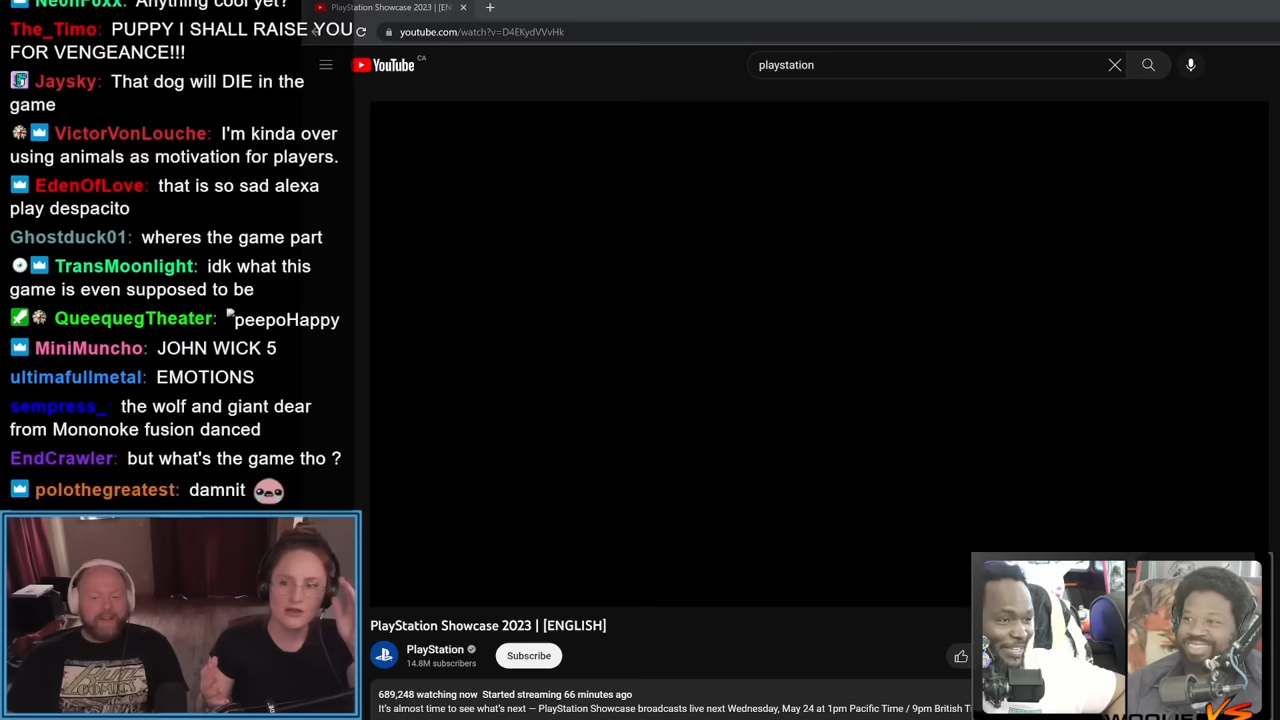 NeonFoxx: Anything cool yet?
The_Timo: PUPPY I SHALL RAISE YOU
FOR VENGEANCE!!!
Jaysky: That dog will DIE in the
game
VictorVonLouche: I'm kinda over
using animals as motivation for players.
EdenOfLove: that is so sad alexa
play despacito
Ghostduck01: wheres the game part
TransMoonlight: idk what this
game is even supposed to be
QueequegTheater: peepoHappy
MiniMuncho: JOHN WICK 5
ultimafullmetal: EMOTIONS
sempress_: the wolf and giant dear
from Mononoke fusion danced
EndCrawler: but what's the game tho ?
polothegreatest: damnit
PlayStation Showcase 2023 | [EN
youtube.com/watch?v=D4EKydVVvHk
YouTube CA
playstation
PlayStation Showcase 2023 | [ENGLISH]
PlayStation
14.8M subscribers
Subscribe
689,248 watching now Started streaming 66 minutes ago
It's almost time to see what's next — PlayStation Showcase broadcasts live next Wednesday, May 24 at 1pm Pacific Time / 9pm British T
VS